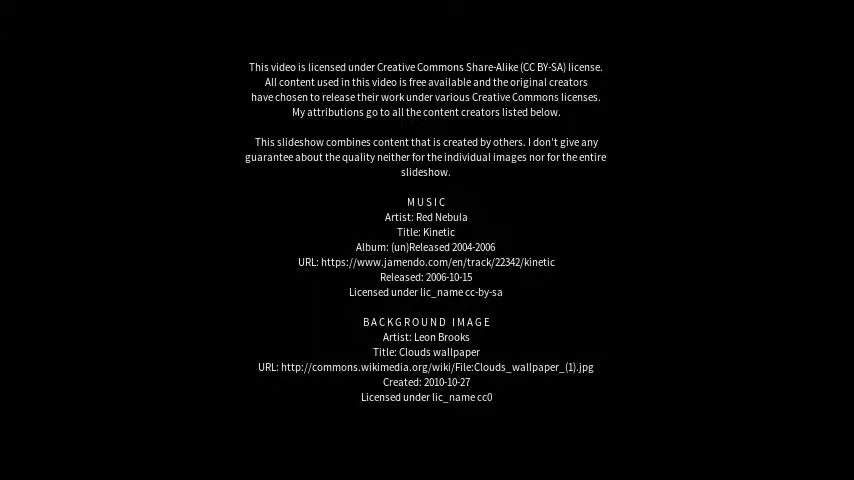 This video is licensed under Creative Commons Share-Alike (CC BY-SA) license.
All content used in this video is free available and the original creators
have chosen to release their work under various Creative Commons licenses.
My attributions go to all the content creators listed below.
This slideshow combines content that is created by others. I don't give any
guarantee about the quality neither for the individual images nor for the entire
slideshow.
M U S I C
Artist: Red Nebula
Title: Kinetic
Album: (un)Released 2004-2006
URL: https://www.jamendo.com/en/track/22342/kinetic
Released: 2006-10-15
Licensed under lic_name cc-by-sa
B A C K G R O U N D   I M A G E
Artist: Leon Brooks
Title: Clouds wallpaper
URL: http://commons.wikimedia.org/wiki/File:Clouds_wallpaper_(1).jpg
Created: 2010-10-27
Licensed under lic_name cc0